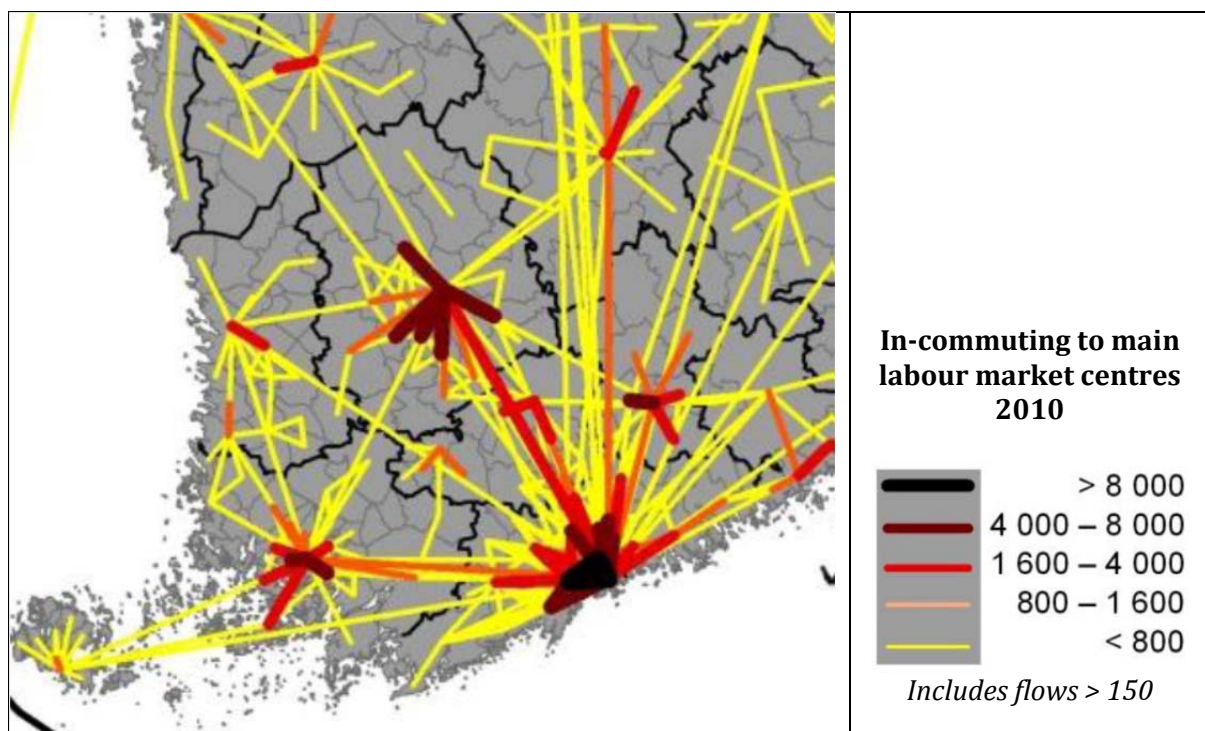 In-commuting to main
labour market centres
2010
> 8 000
4 000 – 8 000
1 600 – 4 000
800 – 1 600
< 800
Includes flows > 150